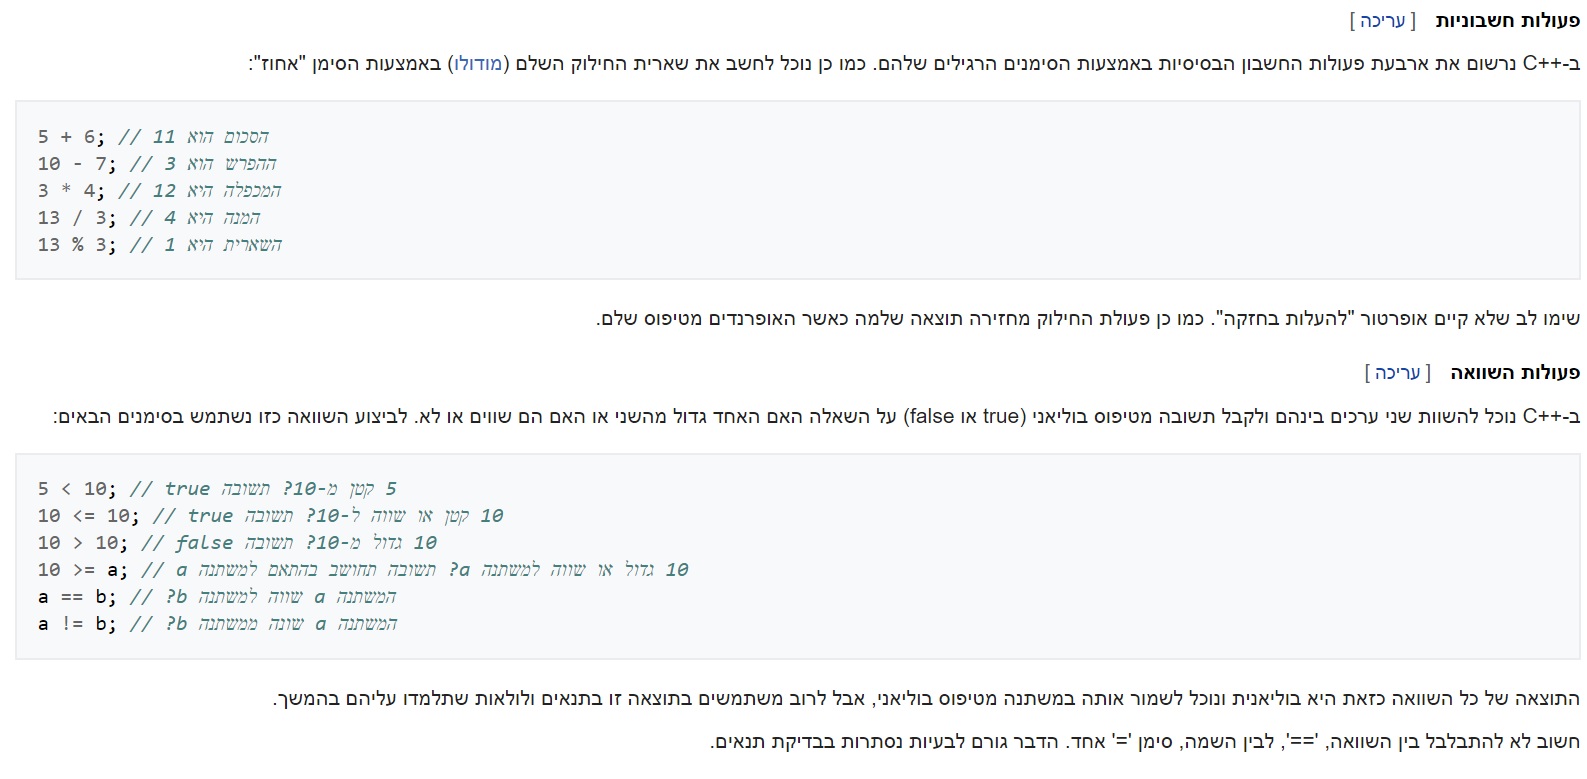 פעולות חשבוניות [ עריכה ]
ב-C++ נרשום את ארבעת פעולות החשבון הבסיסיות באמצעות הסימנים הרגילים שלהם. כמו כן נוכל לחשב את שארית החילוק השלם (מודולו) באמצעות הסימן "אחוז":
5 + 6; // הסכום הוא 11
10 - 7; // ההפרש הוא 3
3 * 4; // המכפלה היא 12
13 / 3; // המנה היא 4
13 % 3; // השארית היא 1
שימו לב שלא קיים אופרטור "להעלות בחזקה". כמו כן פעולת החילוק מחזירה תוצאה שלמה כאשר האופרנדים מטיפוס שלם.
פעולות השוואה [ עריכה ]
ב-C++ נוכל להשוות שני ערכים בינהם ולקבל תשובה מטיפוס בוליאני (true או false) על השאלה האם האחד גדול מהשני או האם הם שווים או לא. לביצוע השוואה כזו נשתמש בסימנים הבאים:
5 < 10; // 5 קטן מ-10? תשובה true
10 <= 10; // 10 קטן או שווה ל-10? תשובה true
10 > 10; // 10 גדול מ-10? תשובה false
10 >= a; // 10 גדול או שווה למשתנה a? תשובה תחושב בהתאם למשתנה a
a == b; // המשתנה a שווה למשתנה b?
a != b; // המשתנה a שונה ממשתנה b?
התוצאה של כל השוואה כזאת היא בוליאנית ונוכל לשמור אותה במשתנה מטיפוס בוליאני, אבל לרוב משתמשים בתוצאה זו בתנאים ולולאות שתלמדו עליהם בהמשך.
חשוב לא להתבלבל בין השוואה, '==', לבין השמה, סימן '=' אחד. הדבר גורם לבעיות נסתרות בבדיקת תנאים.